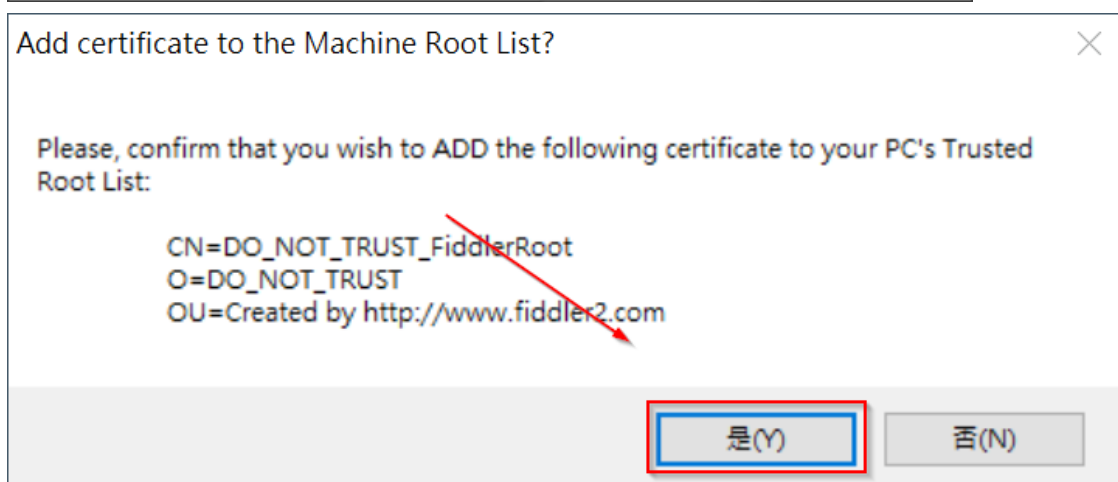 Add certificate to the Machine Root List?
Please, confirm that you wish to ADD the following certificate to your PC's Trusted
Root List:
CN=DO_NOT_TRUST_FiddlerRoot
O=DO_NOT_TRUST
OU=Created by http://www.fiddler2.com
是(Y)
否(N)